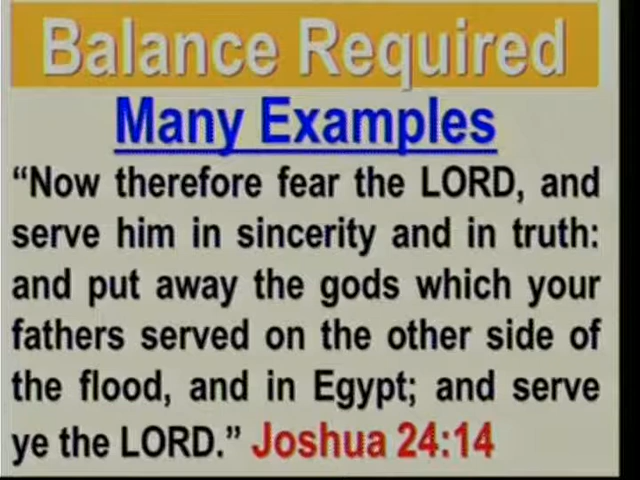 Balance Required
Many Examples
“Now therefore fear the LORD, and
serve him in sincerity and in truth:
and put away the gods which your
fathers served on the other side of
the flood, and in Egypt; and serve
ye the LORD.” Joshua 24:14